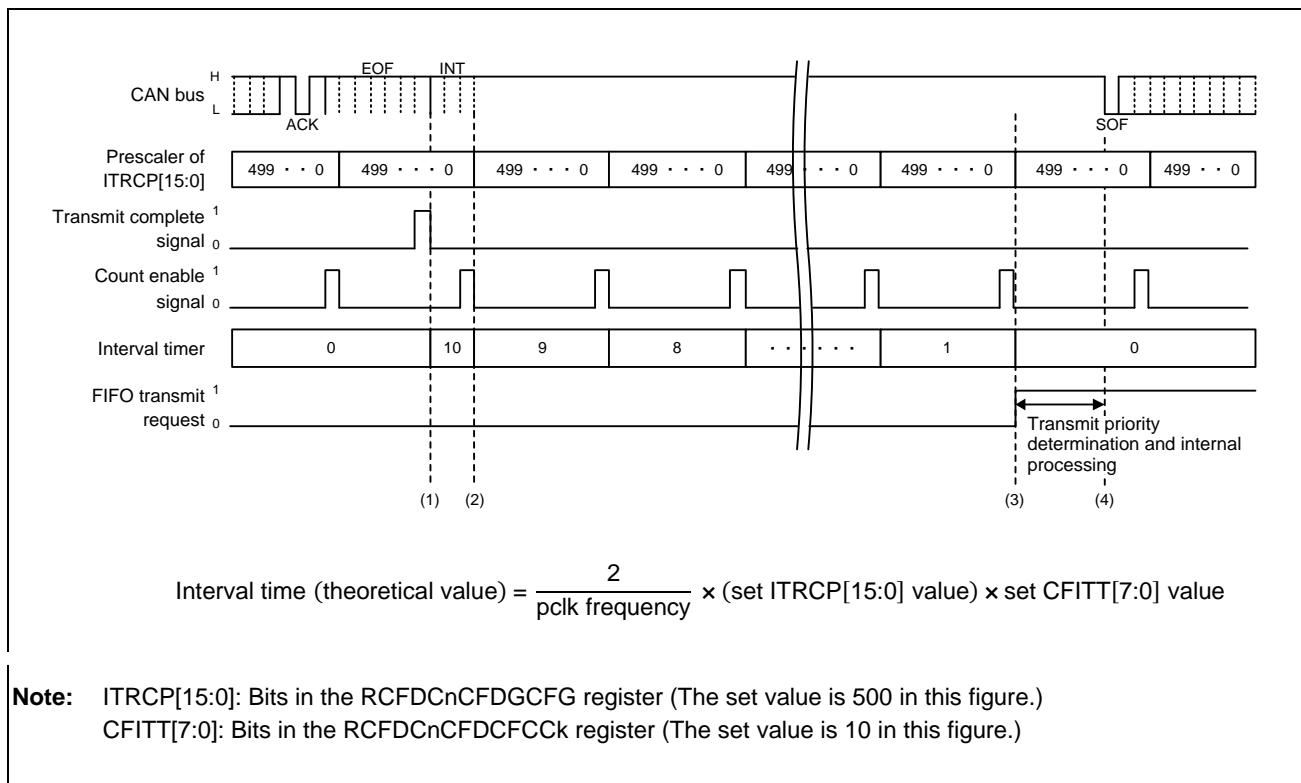 H
CAN bus
L
EOF
INT
ACK
SOF
Prescaler of
ITRCP[15:0]
499 · · 0
499 · · · 0
499 · · · 0
499 · · · 0
499 · · · 0
499 · · · 0
499 · · · 0
499 · · 0
Transmit complete 1
signal 0
Count enable 1
signal 0
Interval timer
0
10
9
8
· · · · · ·
1
0
FIFO transmit 1
request 0
Transmit priority
determination and internal
processing
(1)
(2)
(3)
(4)
Interval time (theoretical value) = 2 / pclk frequency × (set ITRCP[15:0] value) × set CFITT[7:0] value
Note: ITRCP[15:0]: Bits in the RCFDCnCFDGCFG register (The set value is 500 in this figure.)
CFITT[7:0]: Bits in the RCFDCnCFDCFCCk register (The set value is 10 in this figure.)